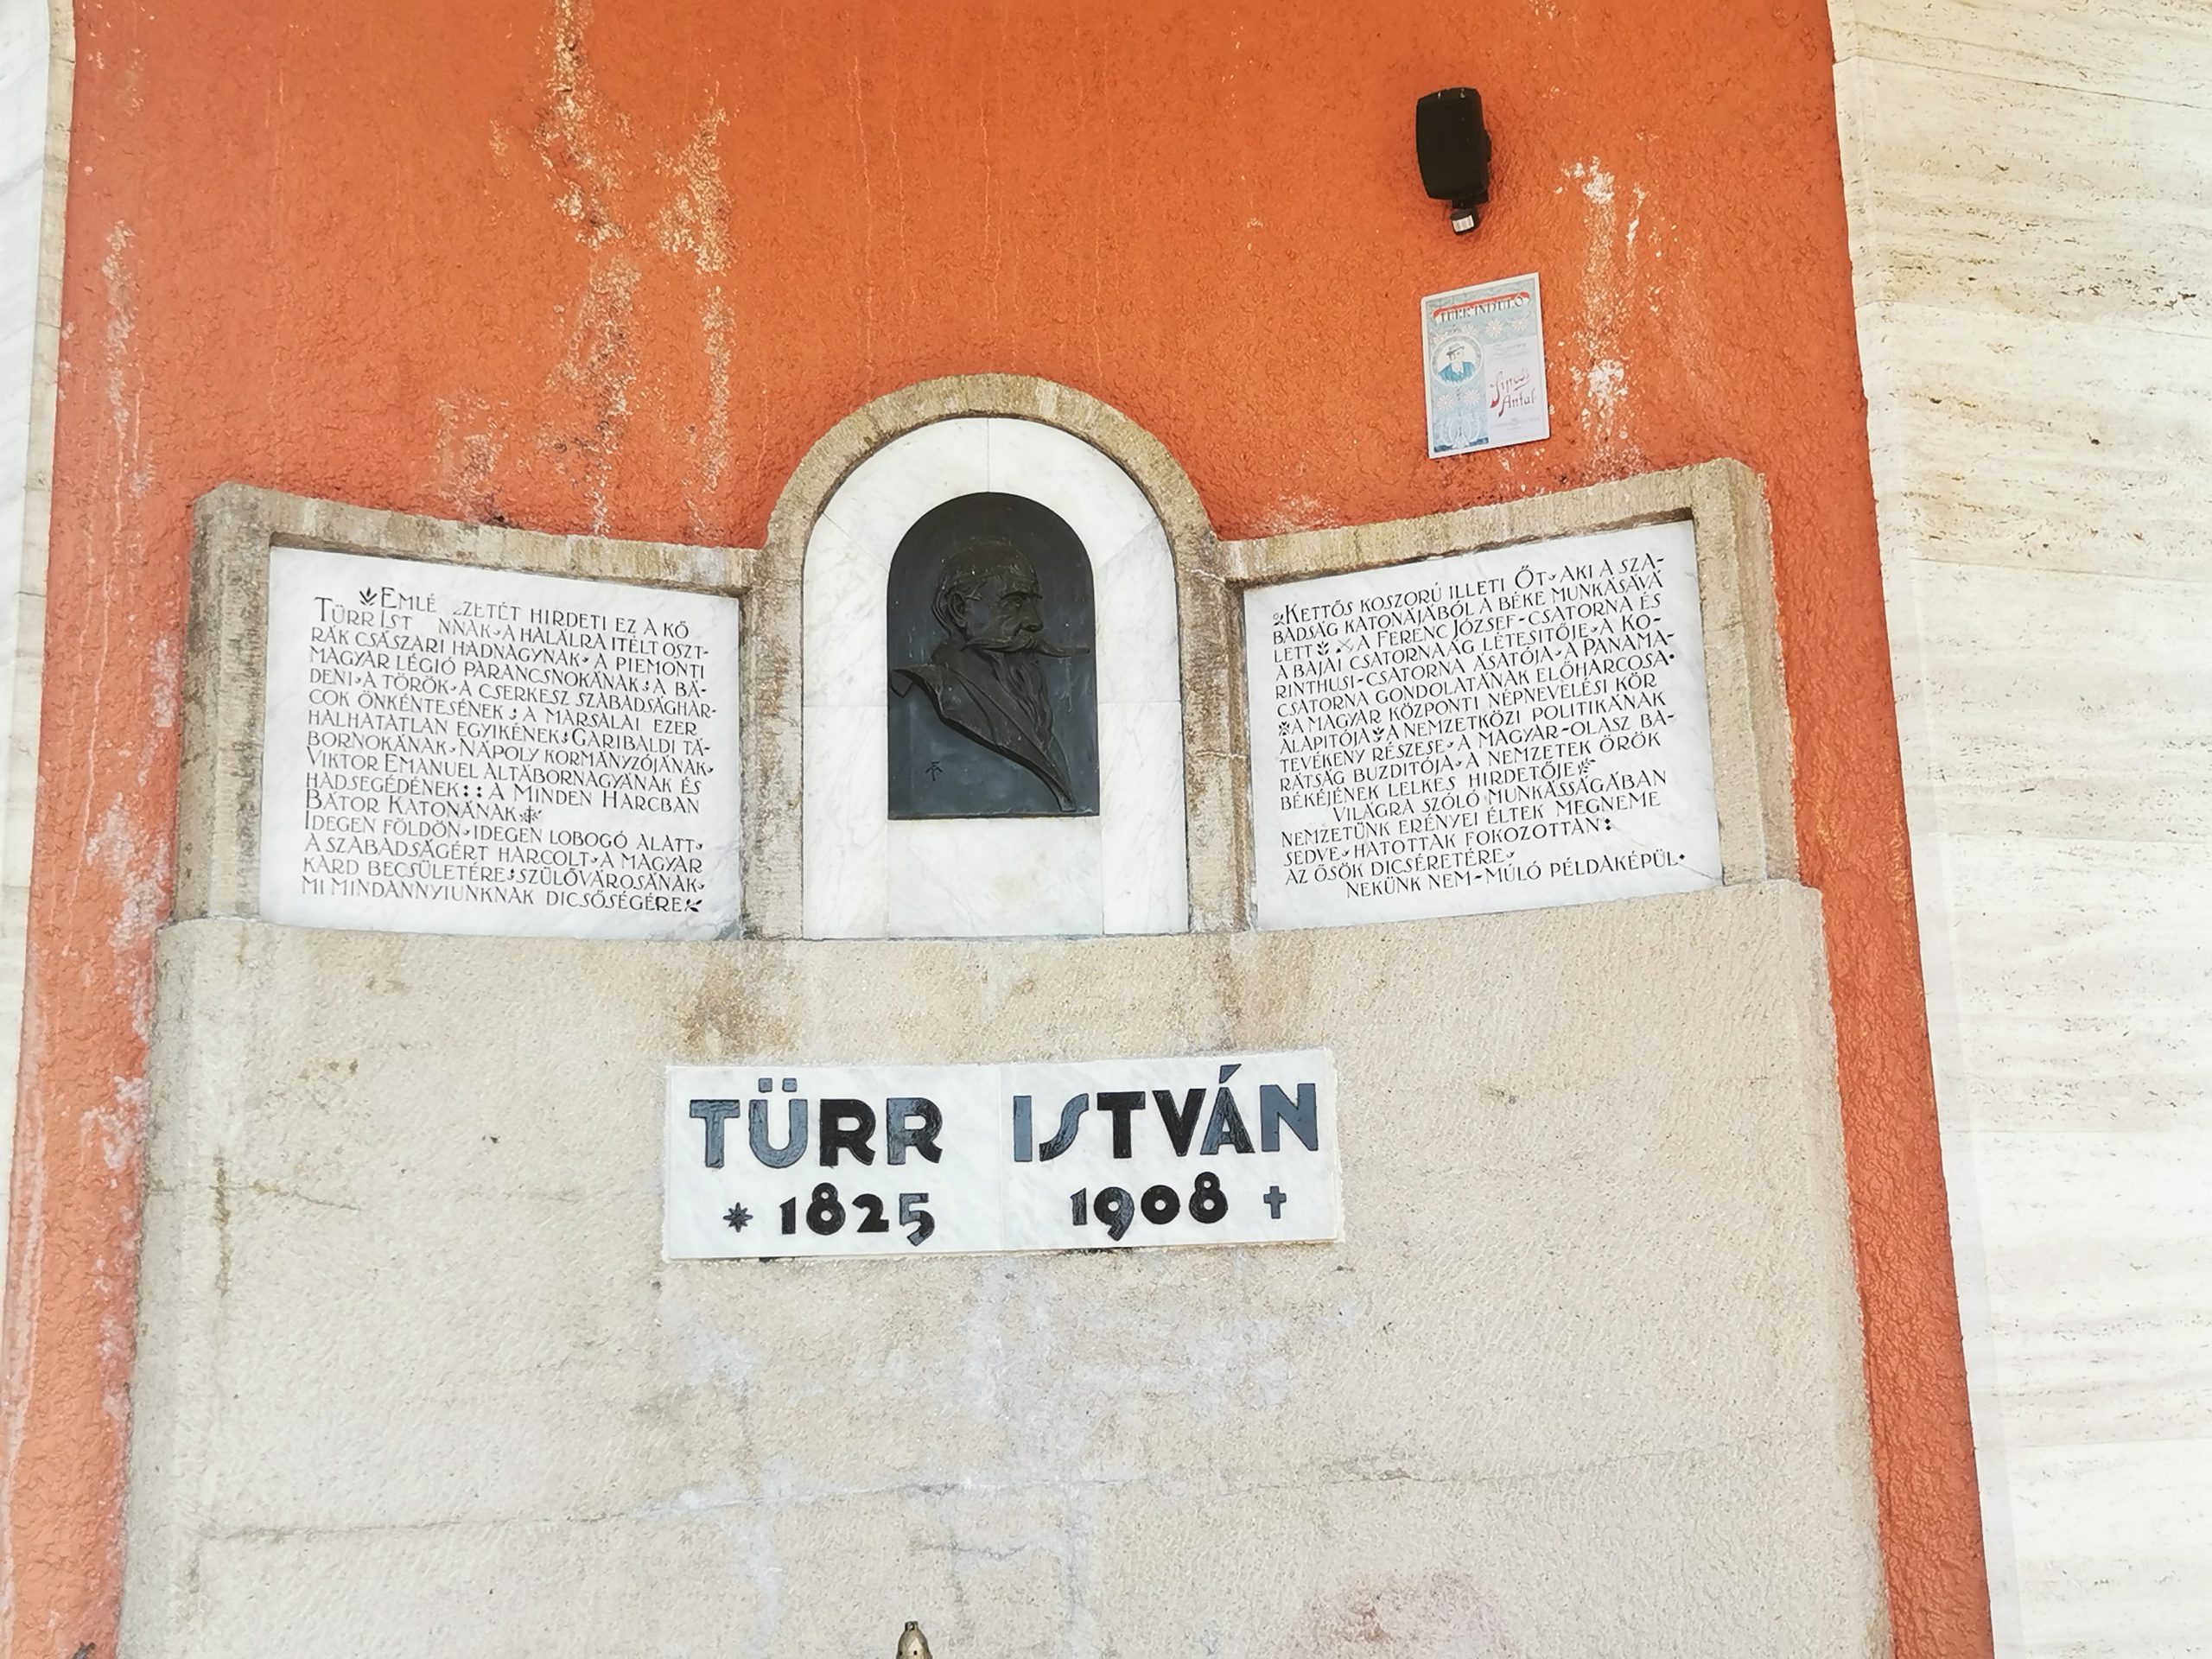 TÜRR INDULÓ
Sipos
Antal
EMLÉ ZETÉT HIRDETI EZ A KŐ
TÜRR IST NNAK A HALÁLRA ITÉLT OSZT-
RÁK CSÁSZÁRI HADNAGYNAK A PIEMONTI
MAGYAR LÉGIÓ PARANCSNOKÁNAK A BÁ-
DENI A TÖRÖK A CSERKESZ SZABADSÁGHAR-
COK ÖNKÉNTESÉNEK A MARSALAI EZER
HALHATATLAN EGYIKÉNEK GARIBALDI TÁ-
BORNOKÁNAK NÁPOLY KORMÁNYZÓJÁNAK
VIKTOR EMANUEL ALTÁBORNAGYÁNAK ÉS
HADSEGÉDÉNEK : : A MINDEN HARCBAN
BÁTOR KATONÁNAK
IDEGEN FÖLDÖN IDEGEN LOBOGÓ ALATT
A SZABADSÁGÉRT HARCOLT A MAGYAR
KARD BECSÜLETÉRE SZÜLŐVÁROSÁNAK
MI MINDANNYIUNKNAK DICSŐSÉGÉRE
KETTŐS KOSZORÚ ILLETI ŐT AKI A SZA-
BADSÁG KATONÁJÁBÓL A BÉKE MUNKÁSÁVÁ
LETT A FERENC JÓZSEF-CSATORNA ÉS
A BAJAI CSATORNAÁG LÉTESITŐJE A KO-
RINTHUSI-CSATORNA ÁSATÓJA A PANAMA-
CSATORNA GONDOLATÁNAK ELŐHARCOSA
A MAGYAR KÖZPONTI NÉPNEVELÉSI KÖR
ALAPITÓJA A NEMZETKÖZI POLITIKÁNAK
TEVÉKENY RÉSZESE A MAGYAR-OLASZ BA-
RÁTSÁG BUZDITÓJA A NEMZETEK ÖRÖK
BÉKÉJÉNEK LELKES HIRDETŐJE
VILÁGRA SZÓLÓ MUNKÁSSÁGÁBAN
NEMZETÜNK ERÉNYEI ÉLTEK MEGNEME
SEDVE HATOTTAK FOKOZOTTAN:
AZ ŐSÖK DICSÉRETÉRE
NEKÜNK NEM-MÚLÓ PÉLDAKÉPÜL
TÜRR ISTVÁN
* 1825 1908 †